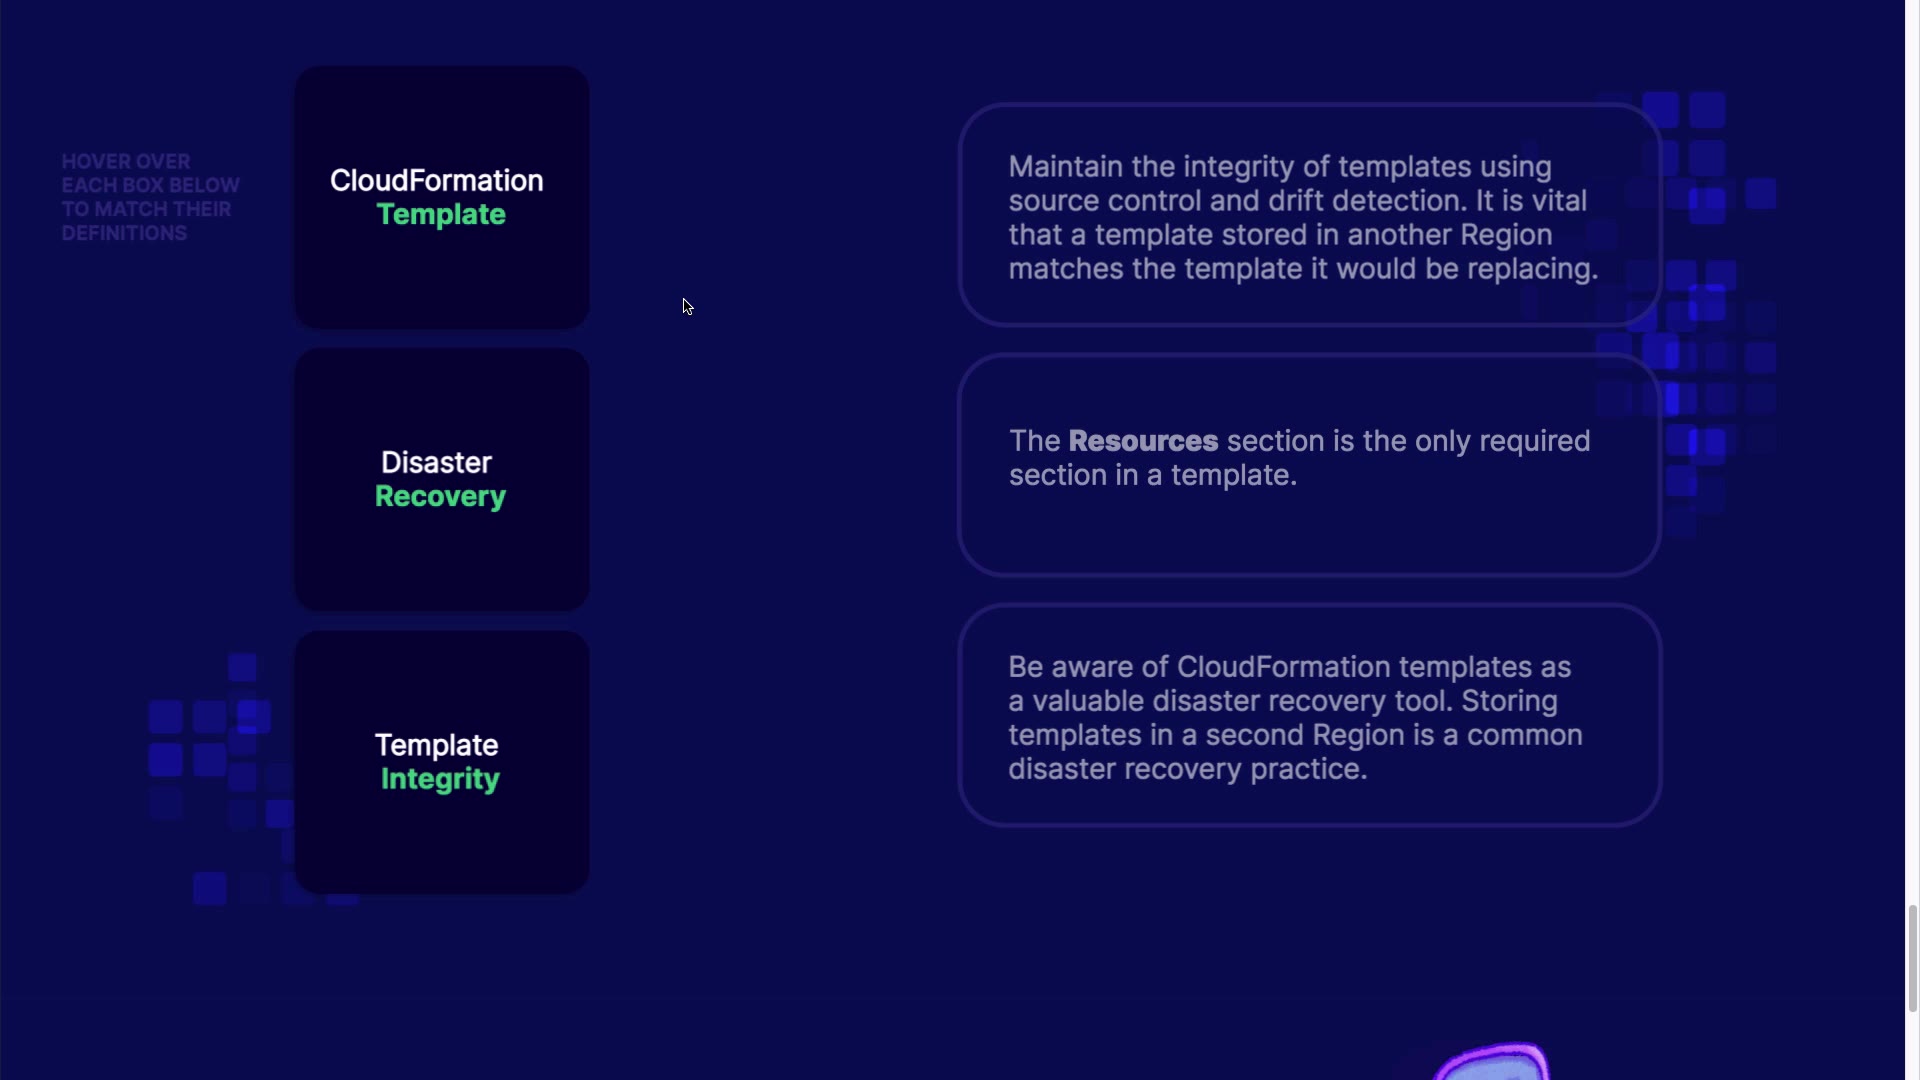 HOVER OVER
EACH BOX BELOW
TO MATCH THEIR
DEFINITIONS
CloudFormation
Template
Disaster
Recovery
Template
Integrity
Maintain the integrity of templates using
source control and drift detection. It is vital
that a template stored in another Region
matches the template it would be replacing.
The Resources section is the only required
section in a template.
Be aware of CloudFormation templates as
a valuable disaster recovery tool. Storing
templates in a second Region is a common
disaster recovery practice.